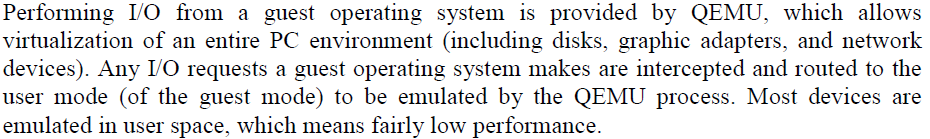 Performing I/O from a guest operating system is provided by QEMU, which allows
virtualization of an entire PC environment (including disks, graphic adapters, and network
devices). Any I/O requests a guest operating system makes are intercepted and routed to the
user mode (of the guest mode) to be emulated by the QEMU process. Most devices are
emulated in user space, which means fairly low performance.